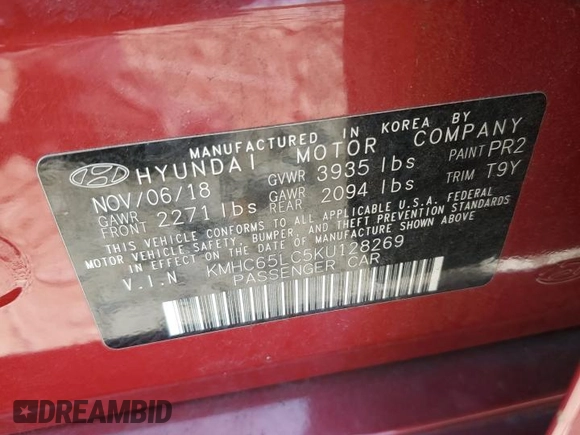 MANUFACTURED IN KOREA BY
HYUNDAI MOTOR COMPANY
NOV/06/18 GVWR 3935 lbs PAINT PR2
GAWR FRONT 2271 lbs GAWR REAR 2094 lbs TRIM T9Y
THIS VEHICLE CONFORMS TO ALL APPLICABLE U.S.A. FEDERAL
MOTOR VEHICLE SAFETY, BUMPER, AND THEFT PREVENTION STANDARDS
IN EFFECT ON THE DATE OF MANUFACTURE SHOWN ABOVE.
V.I.N. KMHC65LC5KU128269
PASSENGER CAR
DREAMBID